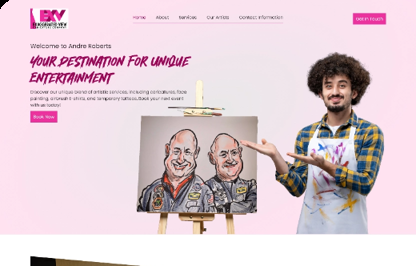 BKV
Home About Services Our Artists Contact Information
Get In Touch
Welcome to Andre Roberts
YOUR DESTINATION FOR UNIQUE
ENTERTAINMENT
Discover our unique blend of artistic services, including caricatures, face
painting, airbrush t-shirts, and temporary tattoos. Book your next event
with us today!
Book Now